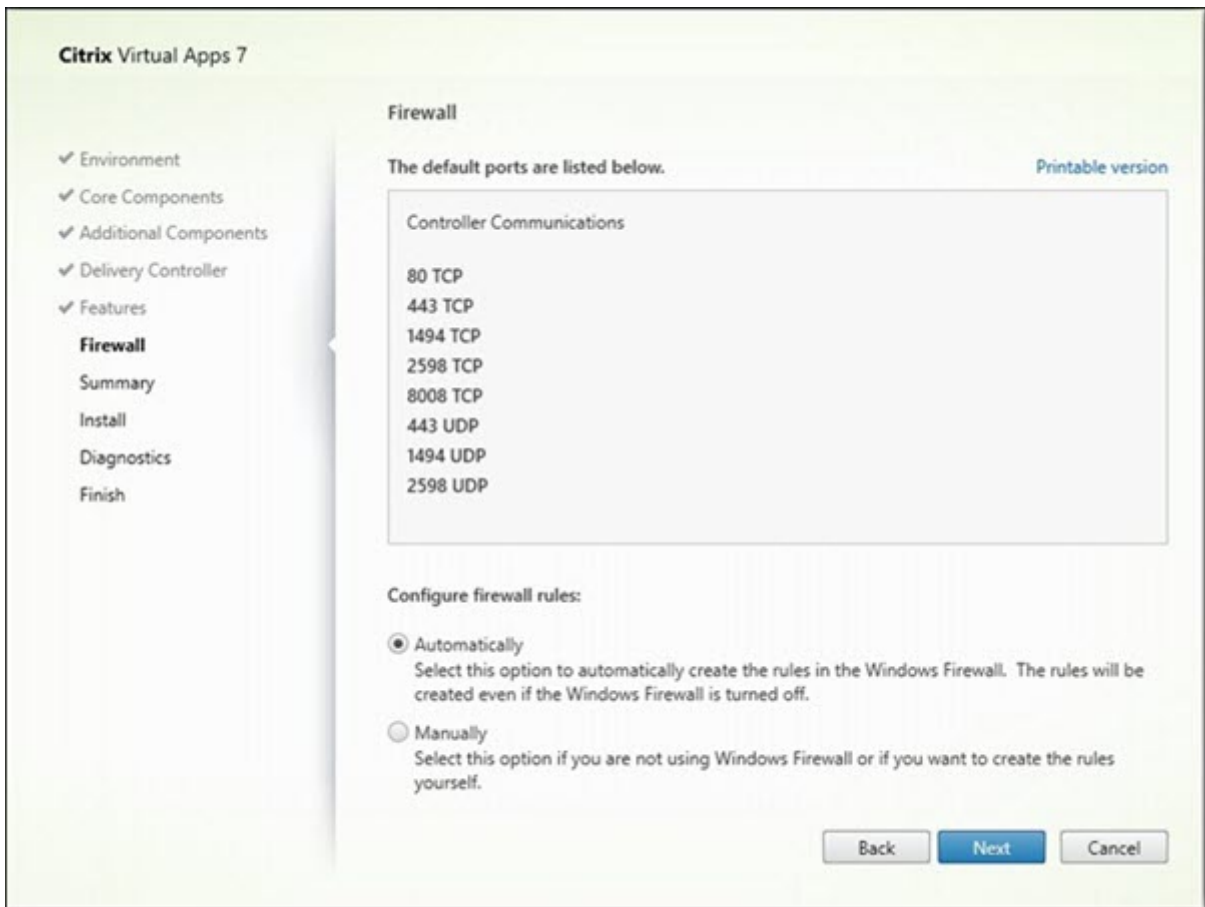 Citrix Virtual Apps 7
Environment
Core Components
Additional Components
Delivery Controller
Features
Firewall
Summary
Install
Diagnostics
Finish
Firewall
The default ports are listed below.
Printable version
Controller Communications
80 TCP
443 TCP
1494 TCP
2598 TCP
8008 TCP
443 UDP
1494 UDP
2598 UDP
Configure firewall rules:
Automatically
Select this option to automatically create the rules in the Windows Firewall. The rules will be
created even if the Windows Firewall is turned off.
Manually
Select this option if you are not using Windows Firewall or if you want to create the rules
yourself.
Back
Next
Cancel